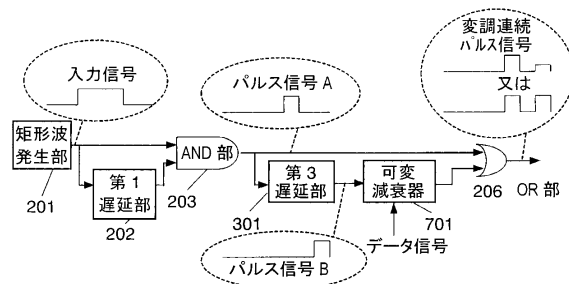 変調連続
パルス信号
又は
入力信号
パルス信号 A
矩形波
発生部
201
第 1
遅延部
202
AND 部
203
第 3
遅延部
301
可変
減衰器
701
データ信号
206
OR 部
パルス信号 B